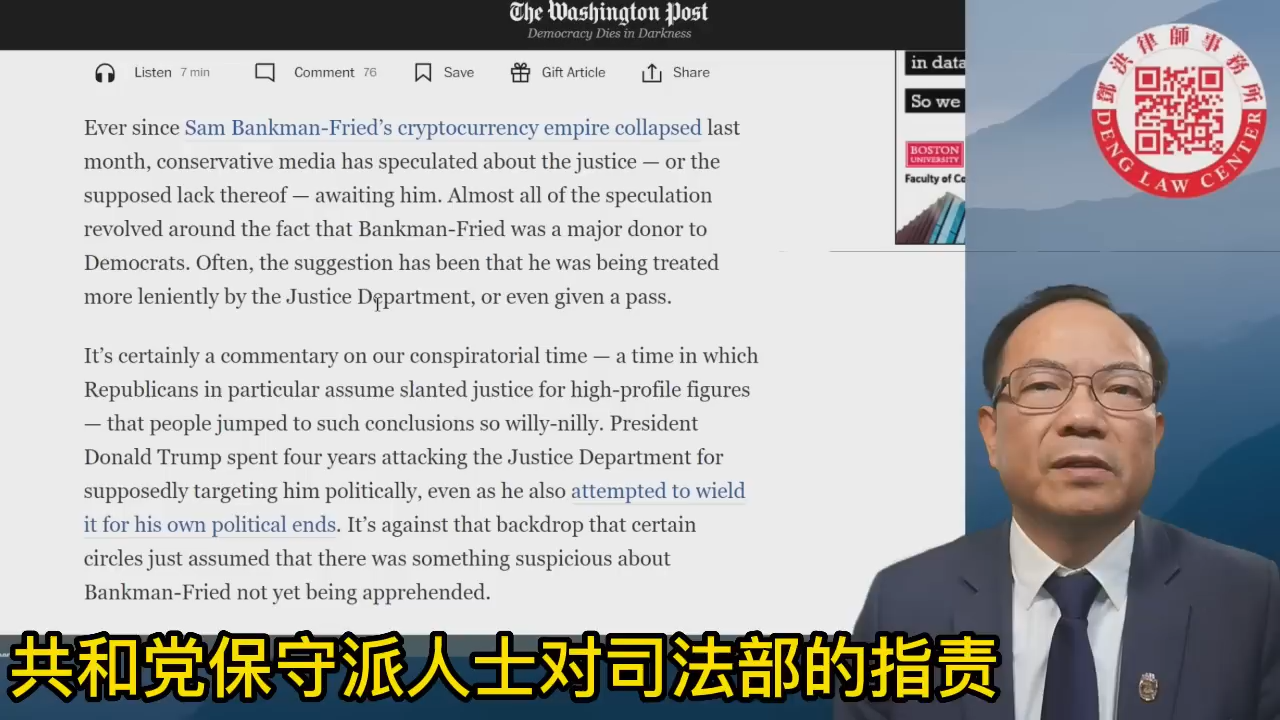 The Washington Post
Democracy Dies in Darkness
Listen 7 min Comment 76 Save Gift Article Share
Ever since Sam Bankman-Fried’s cryptocurrency empire collapsed last
month, conservative media has speculated about the justice — or the
supposed lack thereof — awaiting him. Almost all of the speculation
revolved around the fact that Bankman-Fried was a major donor to
Democrats. Often, the suggestion has been that he was being treated
more leniently by the Justice Department, or even given a pass.
It’s certainly a commentary on our conspiratorial time — a time in which
Republicans in particular assume slanted justice for high-profile figures
— that people jumped to such conclusions so willy-nilly. President
Donald Trump spent four years attacking the Justice Department for
supposedly targeting him politically, even as he also attempted to wield
it for his own political ends. It’s against that backdrop that certain
circles just assumed that there was something suspicious about
Bankman-Fried not yet being apprehended.
in data
So we
BOSTON
UNIVERSITY
Faculty of Co
鄧洪律師事務所
DENG LAW CENTER
共和党保守派人士对司法部的指责